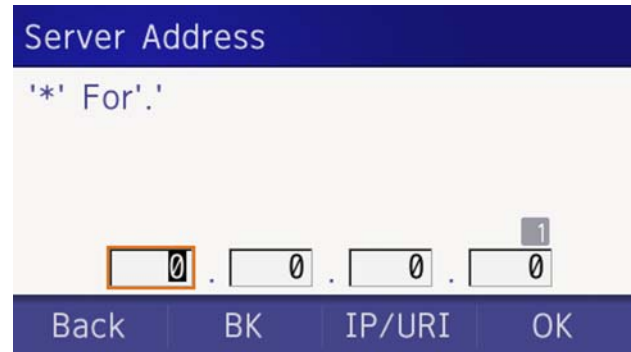 Server Address
'*' For'.'
1
0 . 0 . 0 . 0
Back BK IP/URI OK